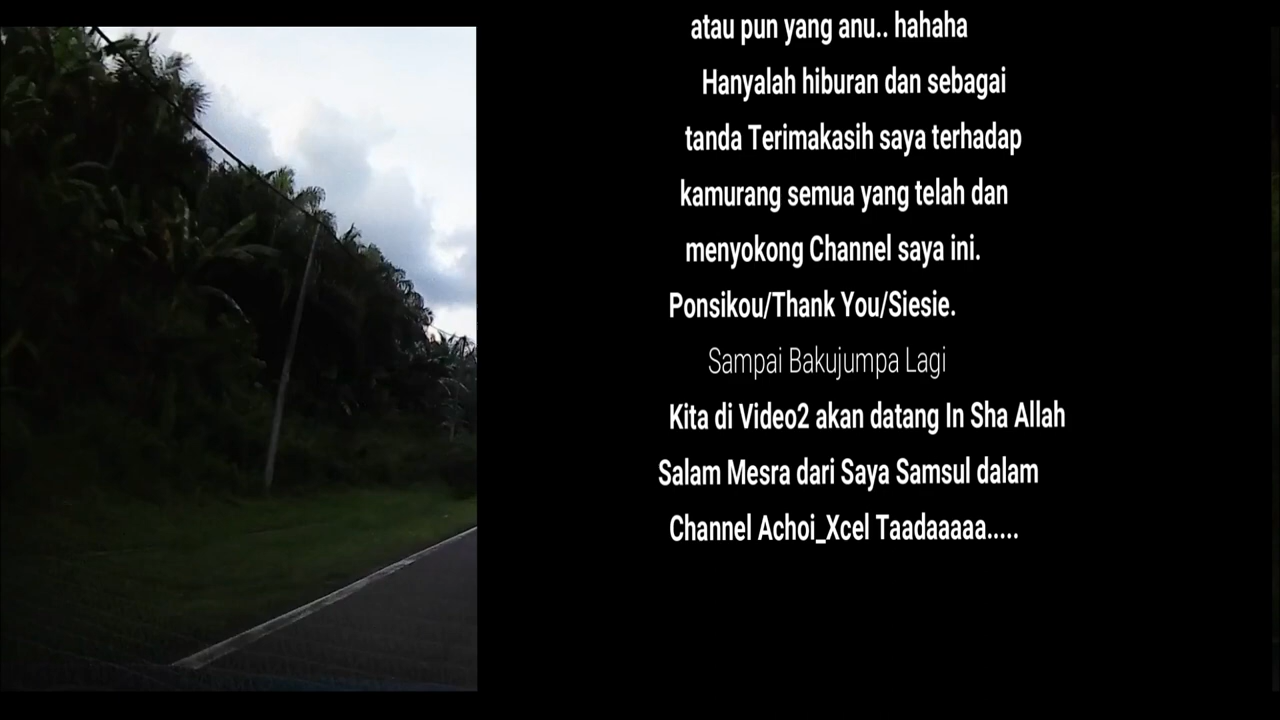 atau pun yang anu.. hahaha
Hanyalah hiburan dan sebagai
tanda Terimakasih saya terhadap
kamurang semua yang telah dan
menyokong Channel saya ini.
Ponsikou/Thank You/Siesie.
Sampai Bakujumpa Lagi
Kita di Video2 akan datang In Sha Allah
Salam Mesra dari Saya Samsul dalam
Channel Achoi_Xcel Taadaaaaa.....